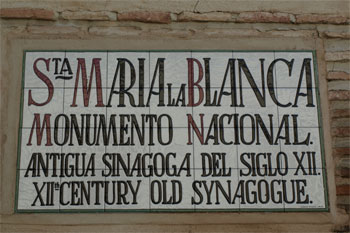 STA MARIA LA BLANCA
MONUMENTO NACIONAL.
ANTIGUA SINAGOGA DEL SIGLO XII.
XIIth CENTURY OLD SYNAGOGUE.